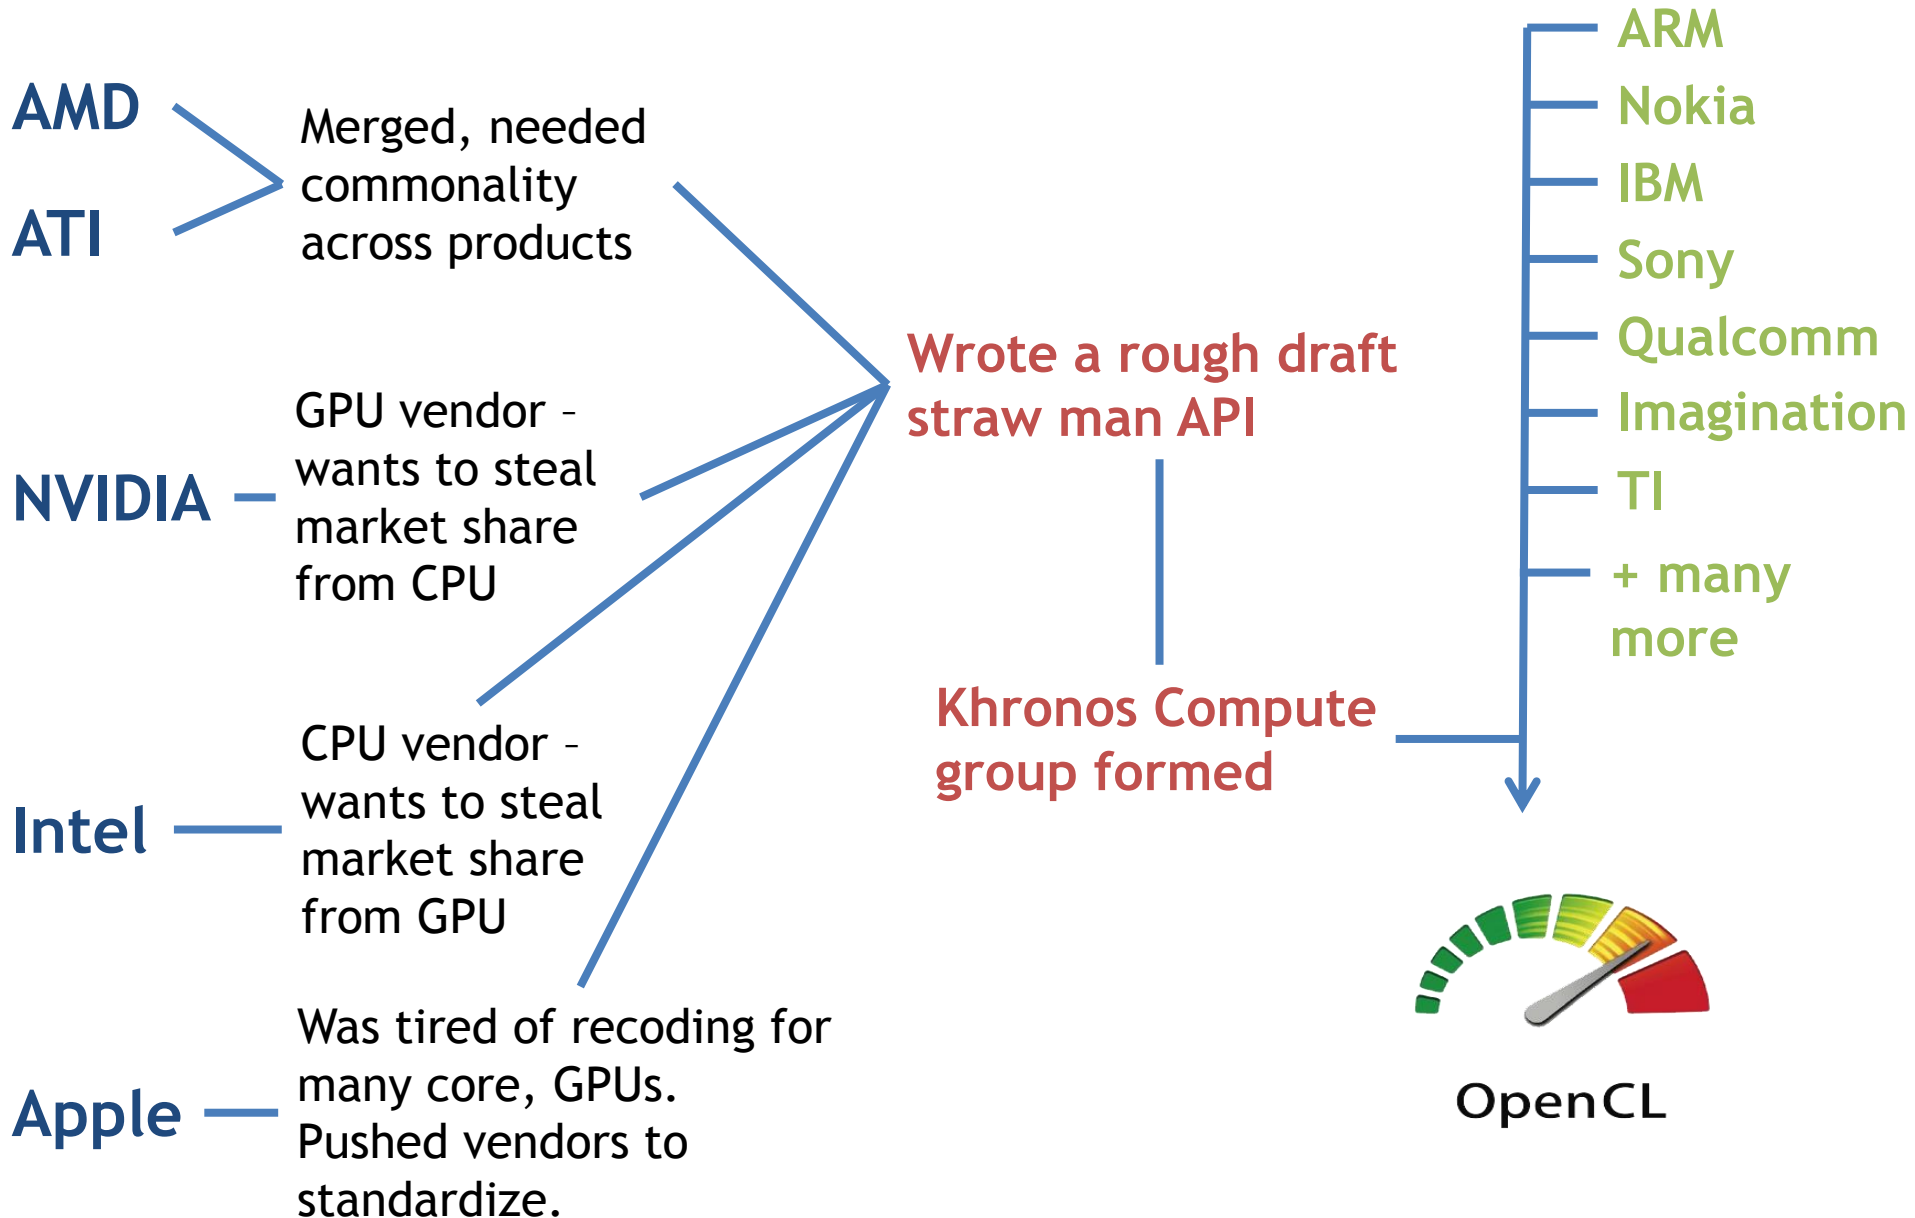 AMD
ATI
Merged, needed
commonality
across products
NVIDIA
GPU vendor –
wants to steal
market share
from CPU
Intel
CPU vendor –
wants to steal
market share
from GPU
Apple
Was tired of recoding for
many core, GPUs.
Pushed vendors to
standardize.
Wrote a rough draft
straw man API
Khronos Compute
group formed
ARM
Nokia
IBM
Sony
Qualcomm
Imagination
TI
+ many
more
OpenCL